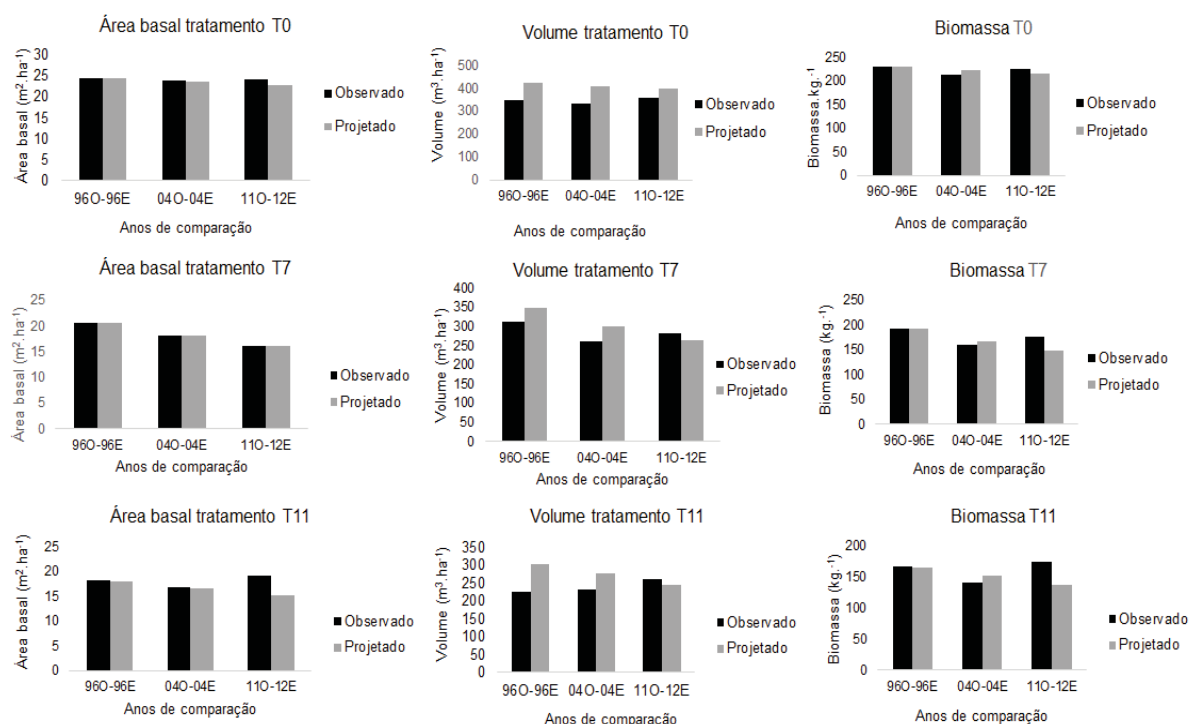 Área basal tratamento T0
Área basal (m².ha⁻¹)
30
25
20
15
10
5
0
96O-96E 04O-04E 11O-12E
Anos de comparação
Observado
Projetado
Volume tratamento T0
Volume (m³.ha⁻¹)
500
400
300
200
100
0
96O-96E 04O-04E 11O-12E
Anos de comparação
Observado
Projetado
Biomassa T0
Biomassa.kg.⁻¹
250
200
150
100
50
0
96O-96E 04O-04E 11O-12E
Anos de comparação
Observado
Projetado
Área basal tratamento T7
Área basal (m².ha⁻¹)
25
20
15
10
5
0
96O-96E 04O-04E 11O-12E
Anos de comparação
Observado
Projetado
Volume tratamento T7
Volume (m³.ha⁻¹)
400
350
300
250
200
150
100
50
0
96O-96E 04O-04E 11O-12E
Anos de comparação
Observado
Projetado
Biomassa T7
Biomassa (kg.⁻¹)
250
200
150
100
50
0
96O-96E 04O-04E 11O-12E
Anos de comparação
Observado
Projetado
Área basal tratamento T11
Área basal (m².ha⁻¹)
25
20
15
10
5
0
96O-96E 04O-04E 11O-12E
Anos de comparação
Observado
Projetado
Volume tratamento T11
Volume (m³.ha⁻¹)
350
300
250
200
150
100
50
0
96O-96E 04O-04E 11O-12E
Anos de comparação
Observado
Projetado
Biomassa T11
Biomassa (kg.⁻¹)
200
150
100
50
0
96O-96E 04O-04E 11O-12E
Anos de comparação
Observado
Projetado